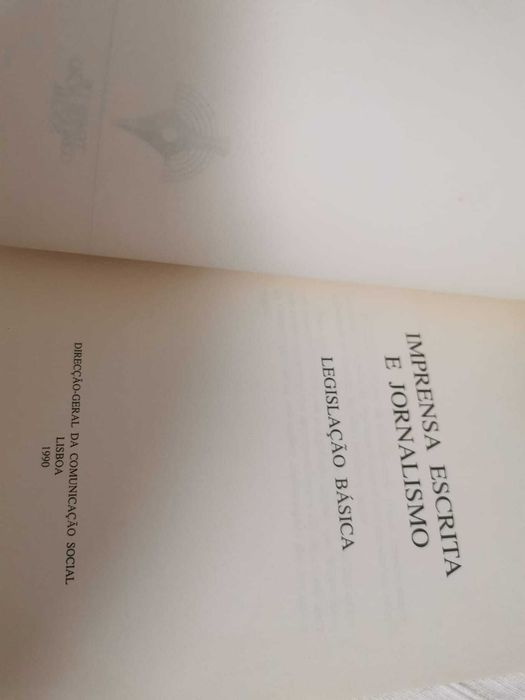 IMPRENSA ESCRITA
E JORNALISMO
LEGISLAÇÃO BÁSICA
DIRECÇÃO-GERAL DA COMUNICAÇÃO SOCIAL
LISBOA
1990